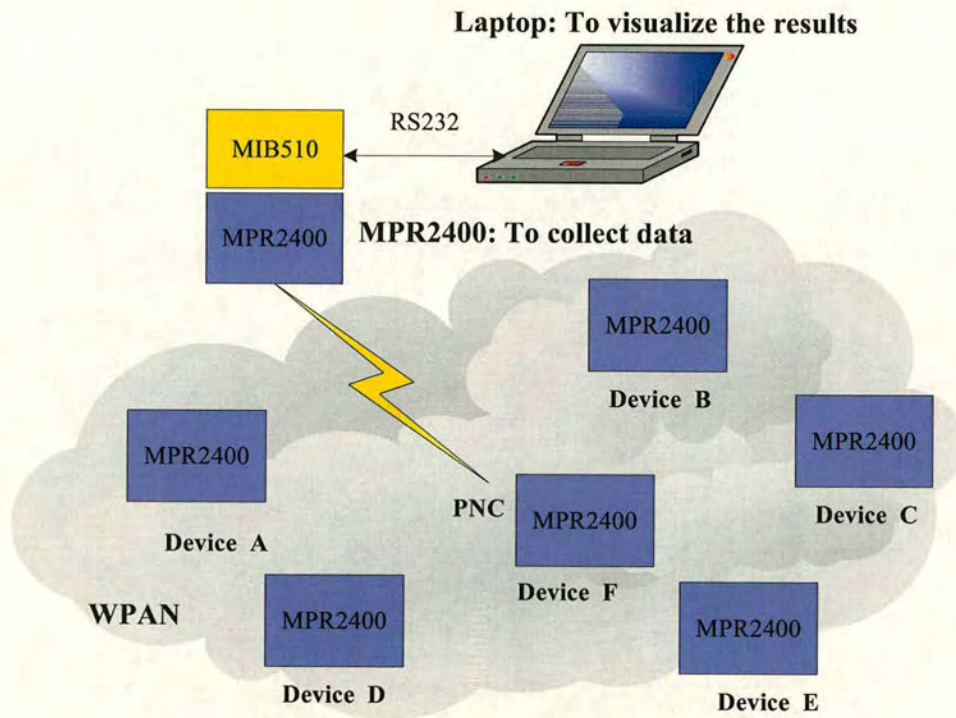 Laptop: To visualize the results
RS232
MIB510
MPR2400
MPR2400: To collect data
MPR2400
Device B
MPR2400
Device A
MPR2400
Device C
PNC
MPR2400
Device F
WPAN
MPR2400
Device D
MPR2400
Device E